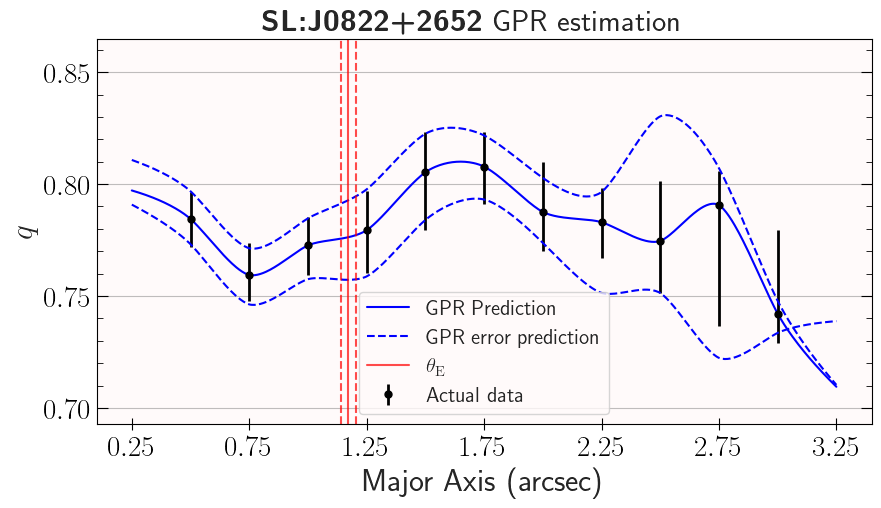 SL:J0822+2652 GPR estimation
0.85
0.80
0.75
0.70
q
GPR Prediction
GPR error prediction
θE
Actual data
0.25 0.75 1.25 1.75 2.25 2.75 3.25
Major Axis (arcsec)